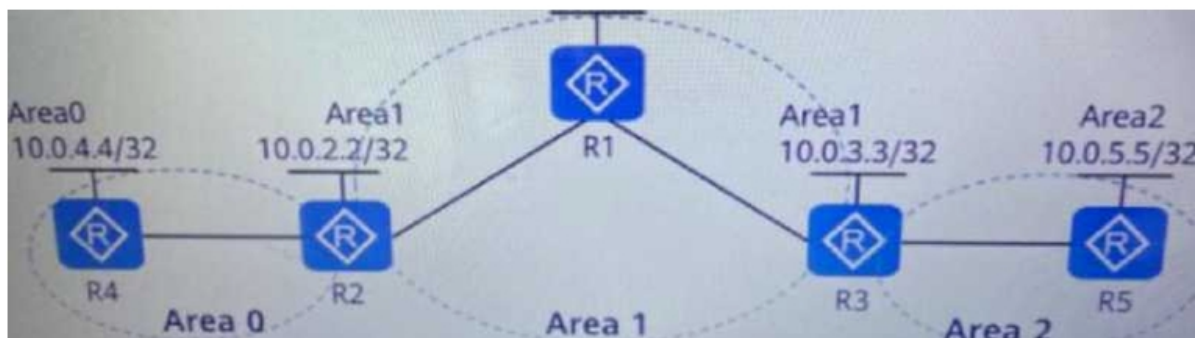 R
R1
Area0
10.0.4.4/32
Area1
10.0.2.2/32
Area1
10.0.3.3/32
Area2
10.0.5.5/32
R
R
R
R
R4
R2
R3
R5
Area 0
Area 1
Area 2